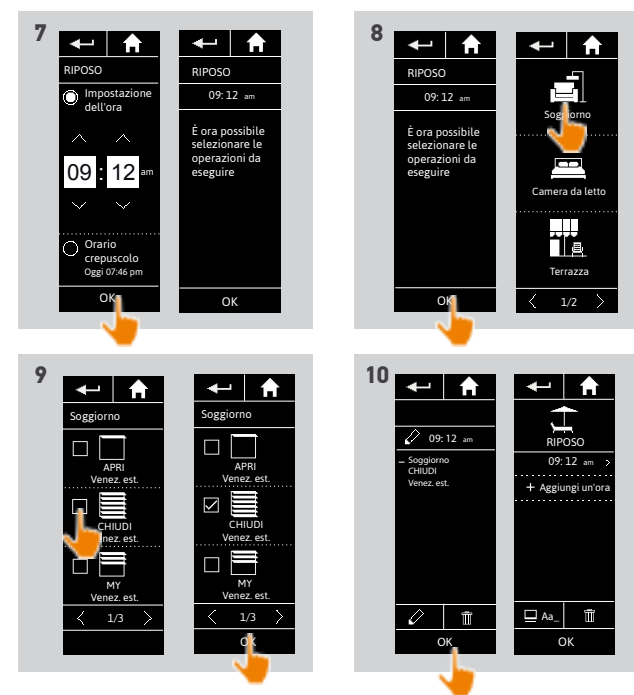 7
RIPOSO
Impostazione
dell'ora
09 : 12 am
Orario
crepuscolo
Oggi 07:46 pm
OK
RIPOSO
09: 12 am
È ora possibile
selezionare le
operazioni da
eseguire
OK
8
RIPOSO
09: 12 am
È ora possibile
selezionare le
operazioni da
eseguire
OK
Soggiorno
Camera da letto
Terrazza
1/2
9
Soggiorno
APRI
Venez. est.
CHIUDI
Venez. est.
MY
Venez. est.
1/3
Soggiorno
APRI
Venez. est.
CHIUDI
Venez. est.
MY
Venez. est.
1/3
OK
10
09: 12 am
– Soggiorno
CHIUDI
Venez. est.
OK
RIPOSO
09: 12 am >
+ Aggiungi un'ora
Aa_
OK